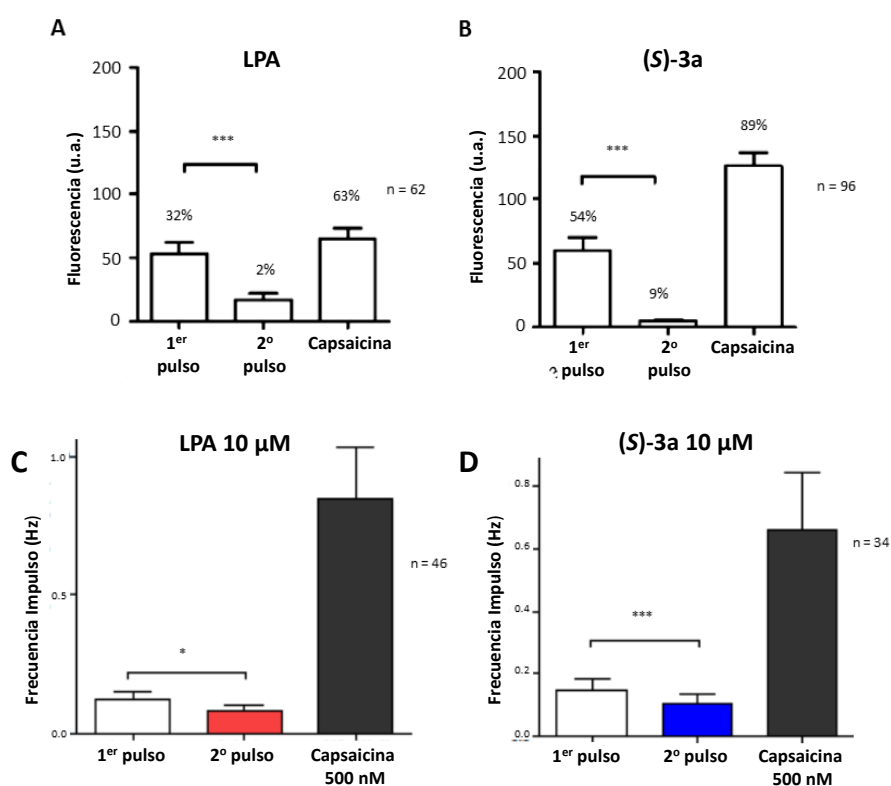 A
LPA
Fluorescencia (u.a.)
200
150
100
50
0
32%
***
2%
63%
n = 62
1er pulso
2o pulso
Capsaicina
B
(S)-3a
Fluorescencia (u.a.)
200
150
100
50
0
54%
***
9%
89%
n = 96
1er pulso
2o pulso
Capsaicina
C
LPA 10 µM
Frecuencia Impulso (Hz)
1.0
0.5
0.0
*
n = 46
1er pulso
2o pulso
Capsaicina
500 nM
D
(S)-3a 10 µM
Frecuencia Impulso (Hz)
0.8
0.6
0.4
0.2
0.0
***
n = 34
1er pulso
2o pulso
Capsaicina
500 nM